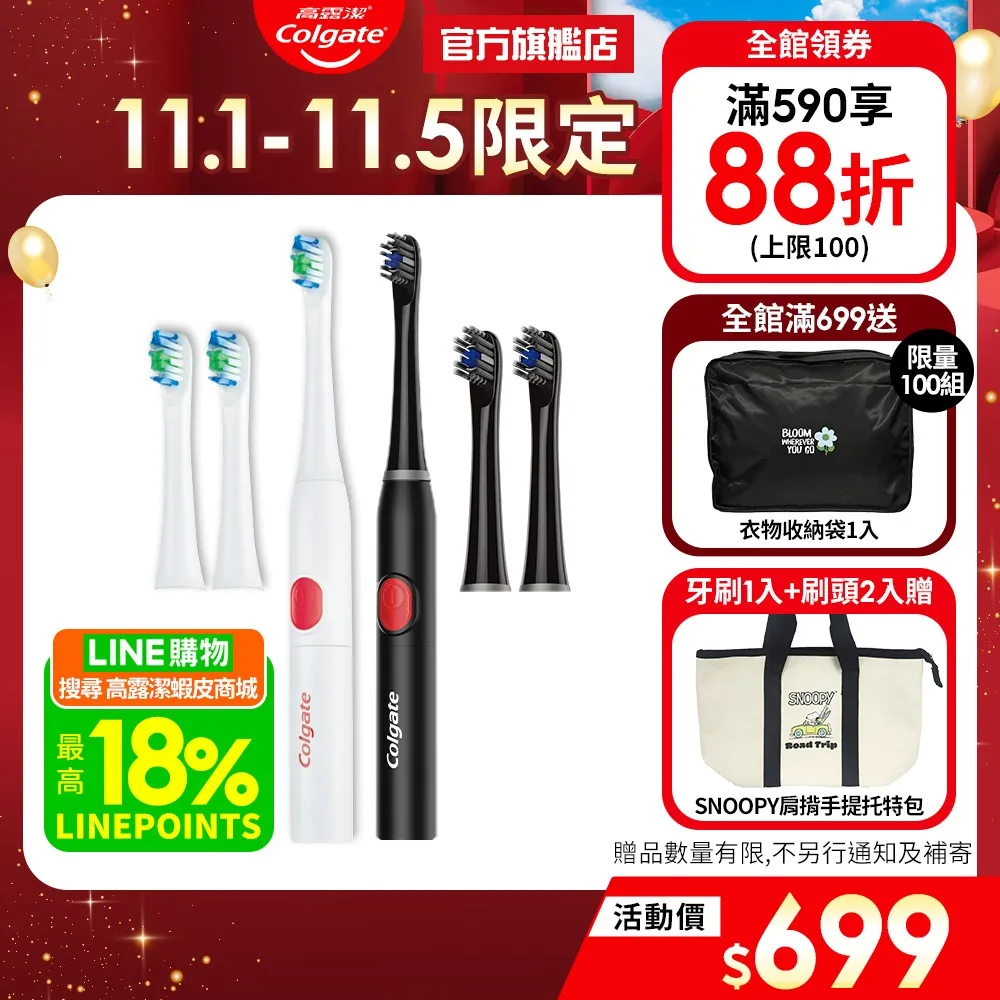 高露潔
Colgate
官方旗艦店
11.1-11.5限定
全館領券
滿590享
88折
(上限100)
全館滿699送
限量
100組
BLOOM
WHEREVER
YOU GO
衣物收納袋1入
牙刷1入+刷頭2入贈
SNOOPY
Road Trip
SNOOPY肩揹手提托特包
贈品數量有限,不另行通知及補寄
Colgate
Colgate
LINE購物
搜尋 高露潔蝦皮商城
最高
18%
LINEPOINTS
活動價
$699